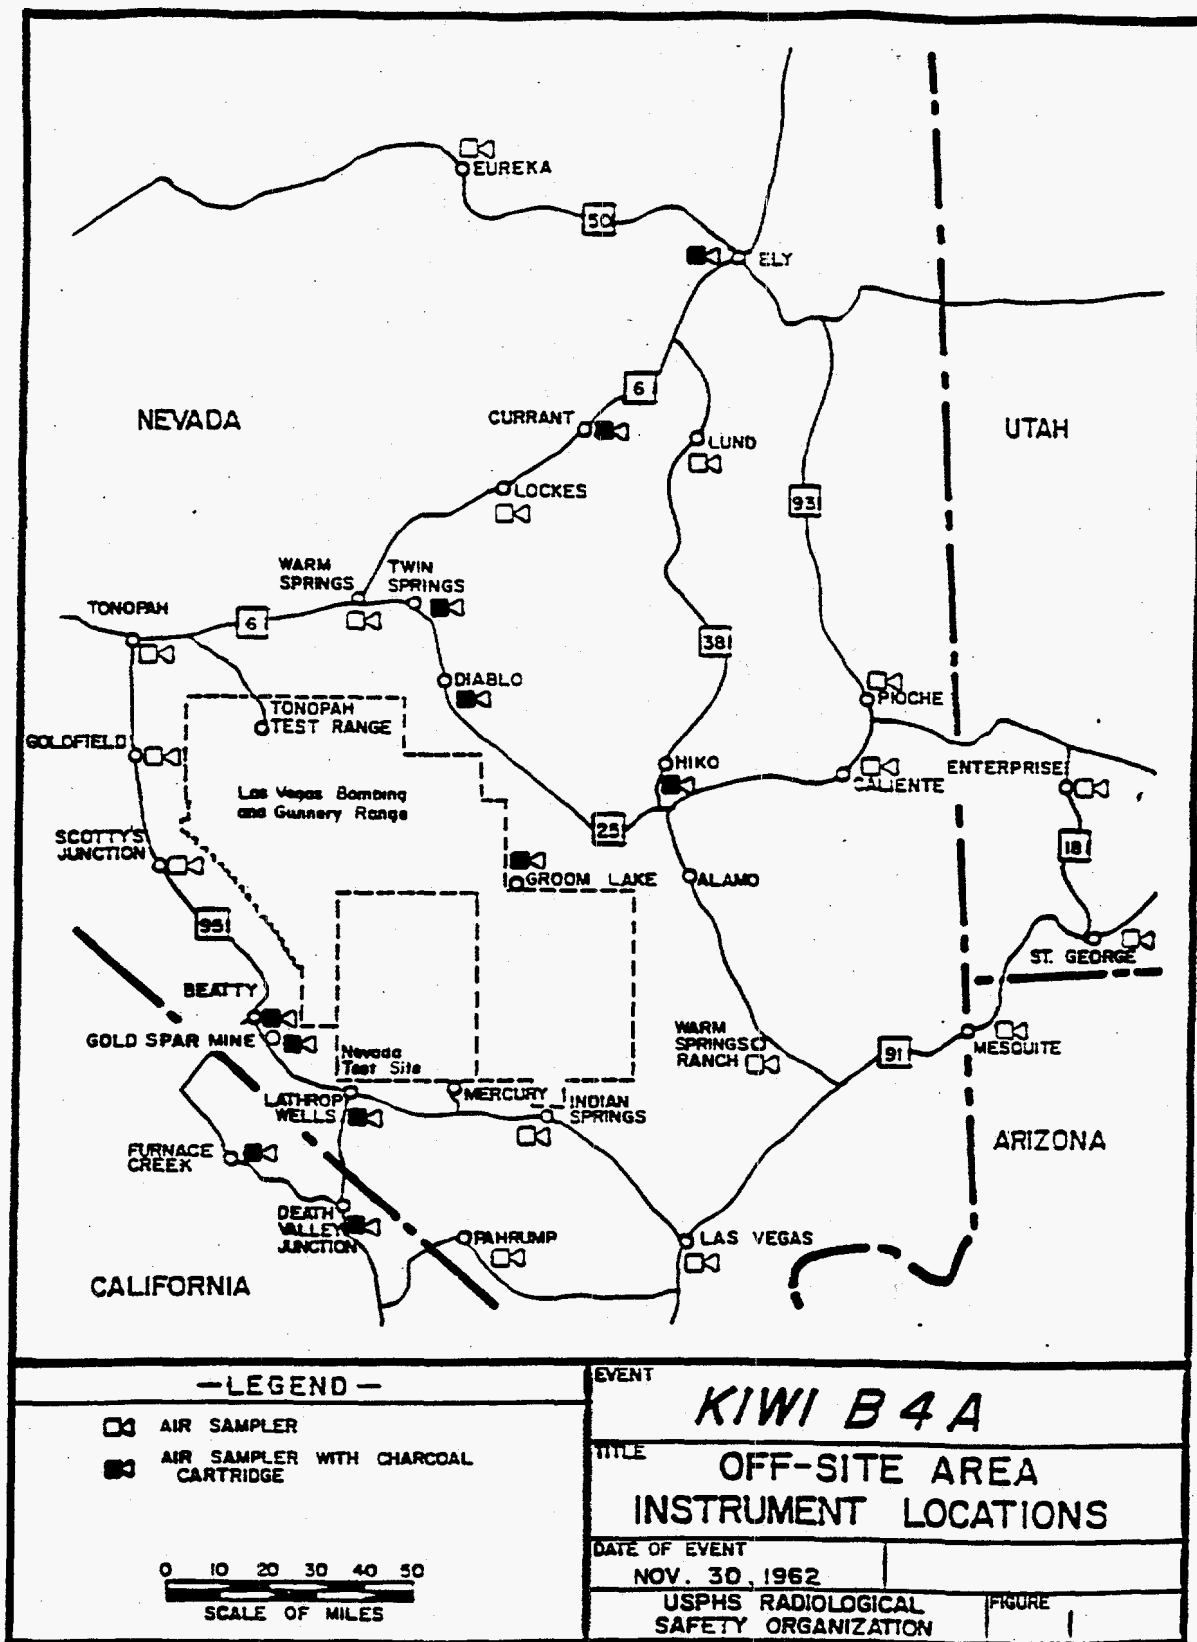 EUREKA
50
ELY
NEVADA
UTAH
6
CURRANT
LUND
LOCKES
93
WARM
SPRINGS
TWIN
SPRINGS
TONOPAH
6
38
DIABLO
PIOCHE
TONOPAH
TEST RANGE
GOLDFIELD
HIKO
CALIENTE
ENTERPRISE
Las Vegas Bombing
and Gunnery Range
25
SCOTTY'S
JUNCTION
18
GROOM LAKE
ALAMO
95
ST. GEORGE
BEATTY
GOLD SPAR MINE
WARM
SPRINGS
RANCH
91
MESQUITE
Nevada
Test Site
LATHROP
WELLS
MERCURY
INDIAN
SPRINGS
ARIZONA
FURNACE
CREEK
DEATH
VALLEY
JUNCTION
PAHRUMP
LAS VEGAS
CALIFORNIA
—LEGEND—
AIR SAMPLER
AIR SAMPLER WITH CHARCOAL
CARTRIDGE
0 10 20 30 40 50
SCALE OF MILES
EVENT
KIWI B4A
TITLE
OFF-SITE AREA
INSTRUMENT LOCATIONS
DATE OF EVENT
NOV. 30, 1962
USPHS RADIOLOGICAL
SAFETY ORGANIZATION
FIGURE
1